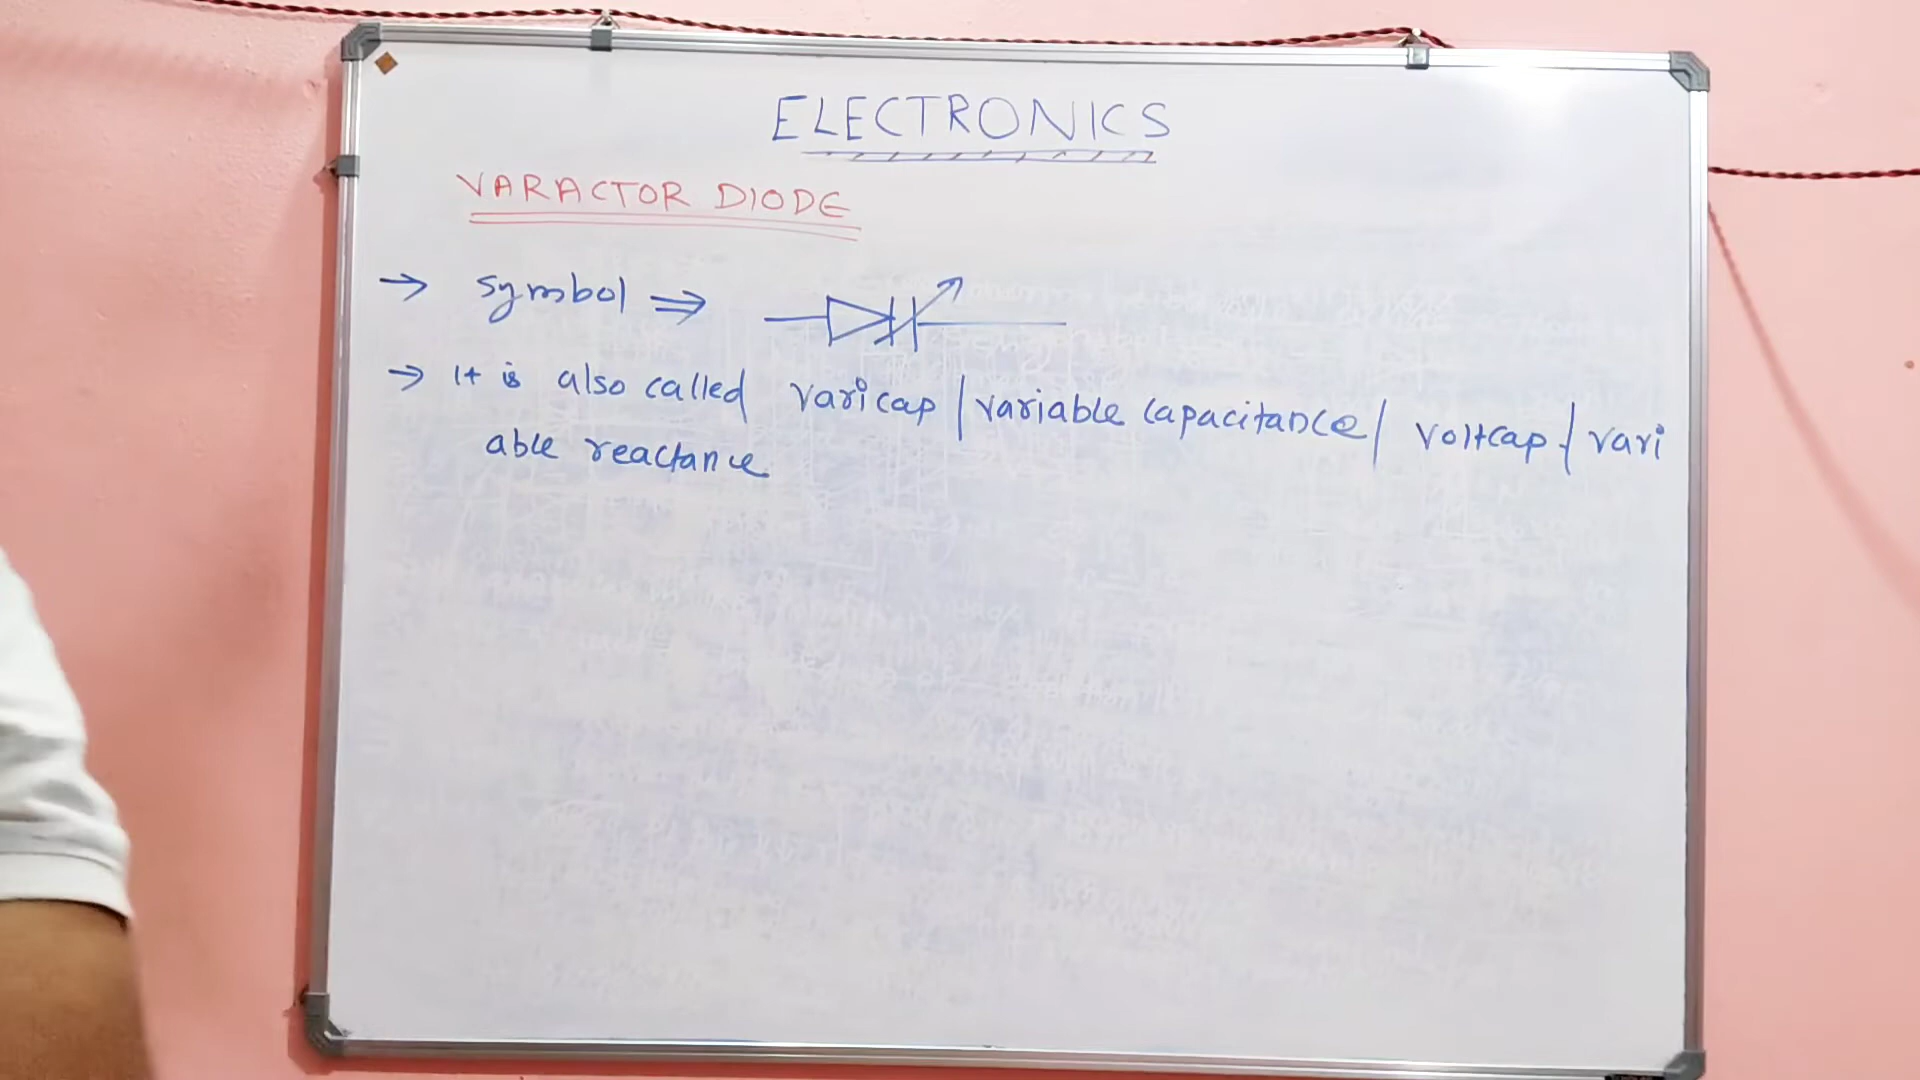 ELECTRONICS
VARACTOR DIODE
→ symbol ⇒
→ It is also called varicap / variable capacitance / voltcap / vari
able reactance